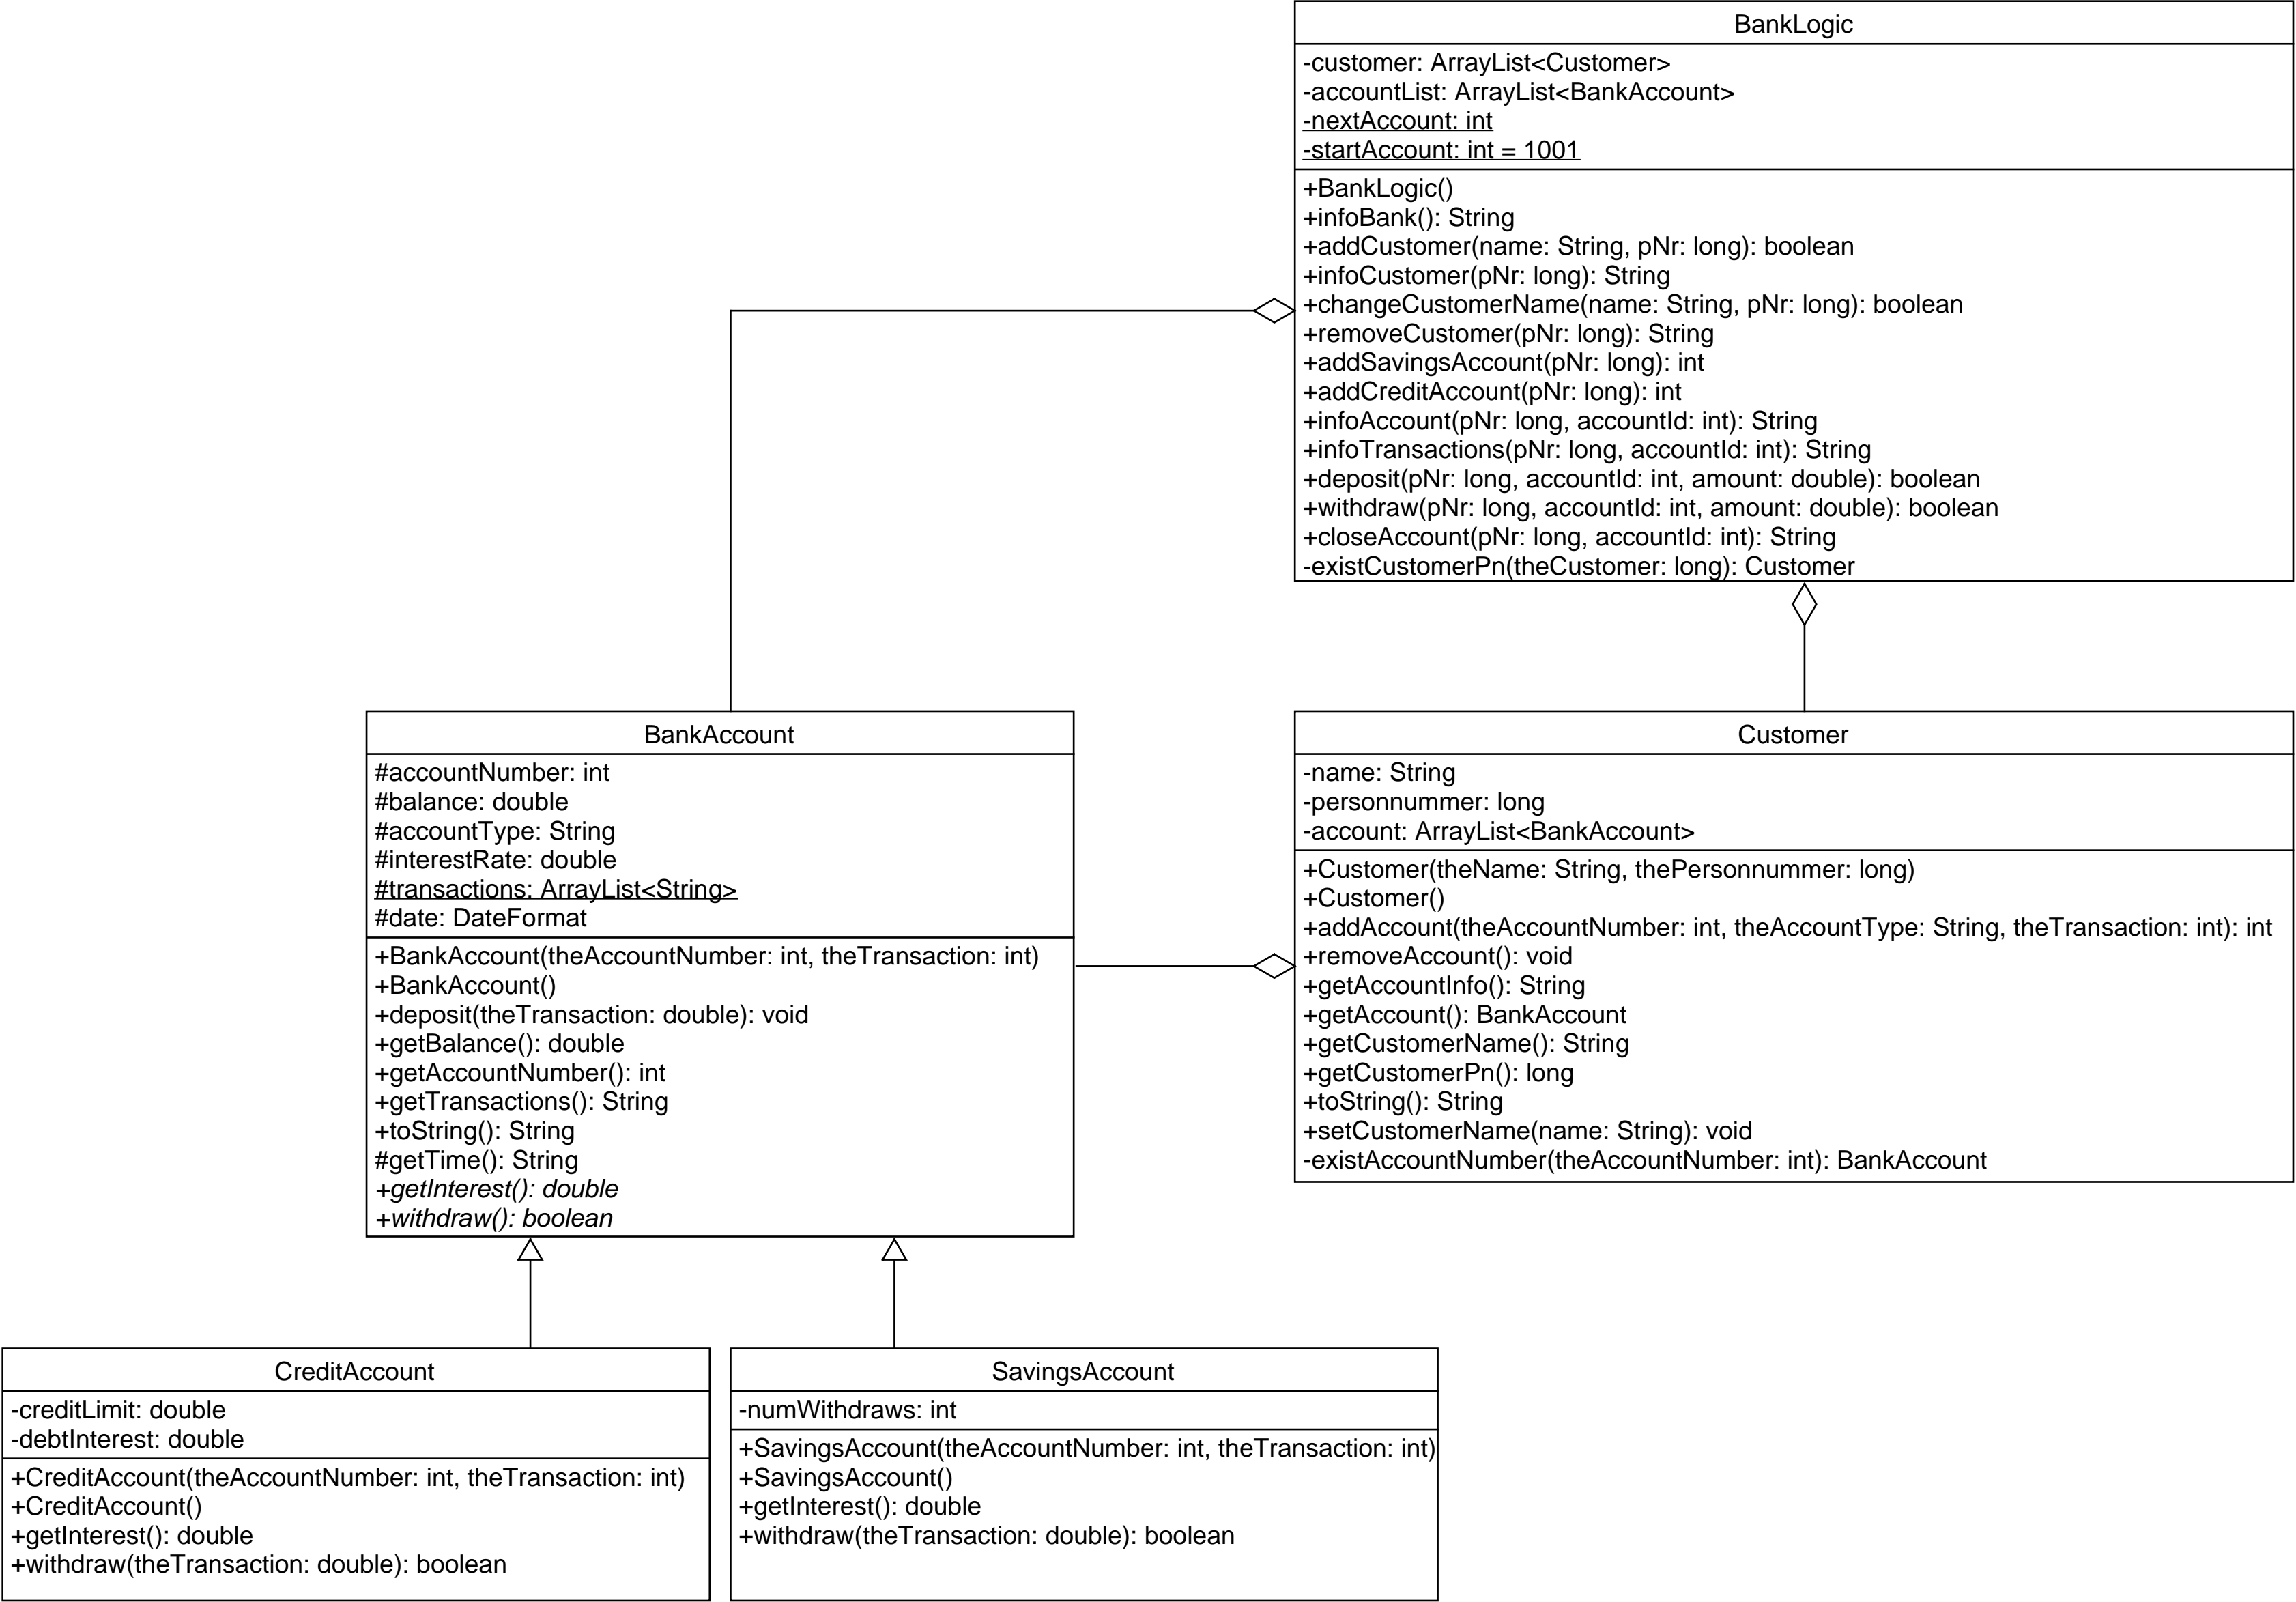 BankLogic
-customer: ArrayList<Customer>
-accountList: ArrayList<BankAccount>
-nextAccount: int
-startAccount: int = 1001
+BankLogic()
+infoBank(): String
+addCustomer(name: String, pNr: long): boolean
+infoCustomer(pNr: long): String
+changeCustomerName(name: String, pNr: long): boolean
+removeCustomer(pNr: long): String
+addSavingsAccount(pNr: long): int
+addCreditAccount(pNr: long): int
+infoAccount(pNr: long, accountId: int): String
+infoTransactions(pNr: long, accountId: int): String
+deposit(pNr: long, accountId: int, amount: double): boolean
+withdraw(pNr: long, accountId: int, amount: double): boolean
+closeAccount(pNr: long, accountId: int): String
-existCustomerPn(theCustomer: long): Customer
BankAccount
#accountNumber: int
#balance: double
#accountType: String
#interestRate: double
#transactions: ArrayList<String>
#date: DateFormat
+BankAccount(theAccountNumber: int, theTransaction: int)
+BankAccount()
+deposit(theTransaction: double): void
+getBalance(): double
+getAccountNumber(): int
+getTransactions(): String
+toString(): String
#getTime(): String
+getInterest(): double
+withdraw(): boolean
Customer
-name: String
-personnummer: long
-account: ArrayList<BankAccount>
+Customer(theName: String, thePersonnummer: long)
+Customer()
+addAccount(theAccountNumber: int, theAccountType: String, theTransaction: int): int
+removeAccount(): void
+getAccountInfo(): String
+getAccount(): BankAccount
+getCustomerName(): String
+getCustomerPn(): long
+toString(): String
+setCustomerName(name: String): void
-existAccountNumber(theAccountNumber: int): BankAccount
CreditAccount
-creditLimit: double
-debtInterest: double
+CreditAccount(theAccountNumber: int, theTransaction: int)
+CreditAccount()
+getInterest(): double
+withdraw(theTransaction: double): boolean
SavingsAccount
-numWithdraws: int
+SavingsAccount(theAccountNumber: int, theTransaction: int)
+SavingsAccount()
+getInterest(): double
+withdraw(theTransaction: double): boolean